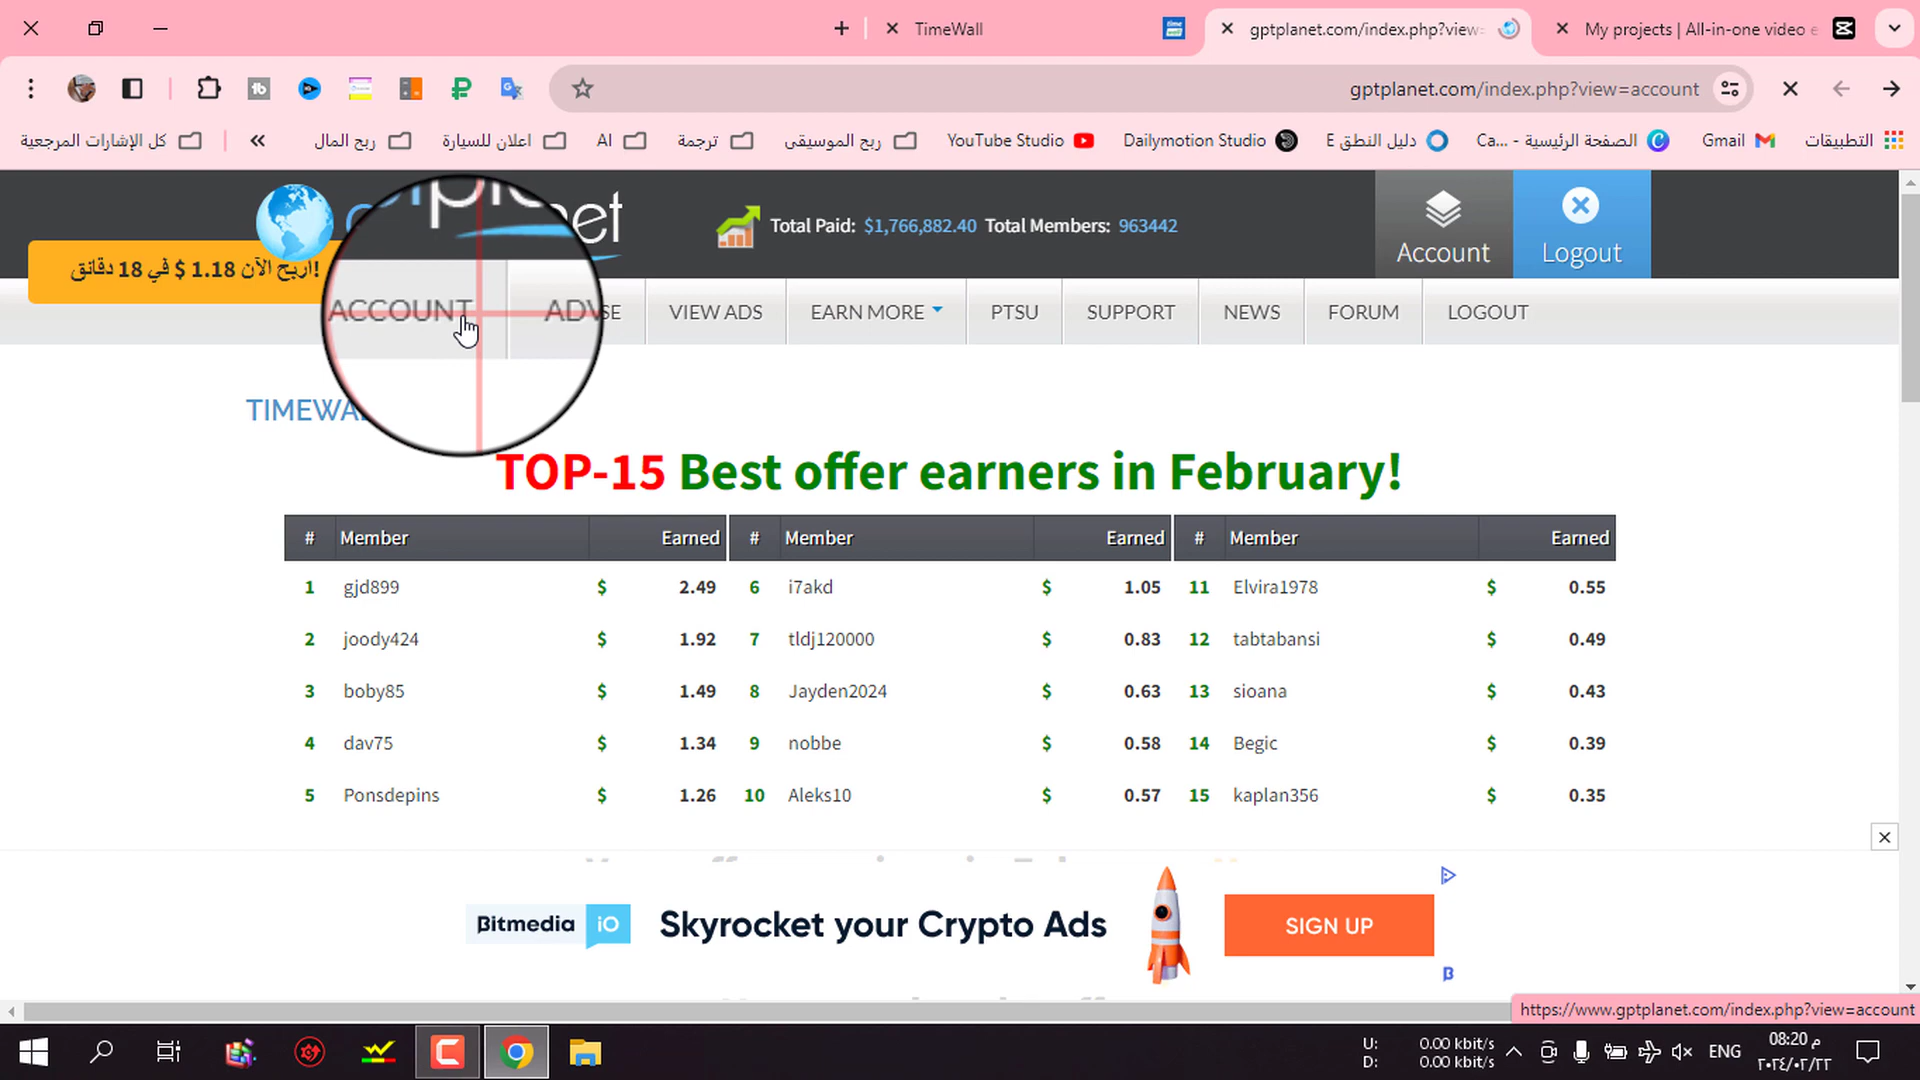 TimeWall
gptplanet.com/index.php?view=
My projects | All-in-one video e
gptplanet.com/index.php?view=account
كل الإشارات المرجعية
«
ربح المال
اعلان للسيارة
AI
ترجمة
ربح الموسيقى
YouTube Studio
Dailymotion Studio
دليل النطق E
الصفحة الرئيسية - Ca...
Gmail
التطبيقات
Total Paid: $1,766,882.40 Total Members: 963442
Account
Logout
اربح الآن 1.18 $ في 18 دقائق!
ACCOUNT
VIEW ADS
EARN MORE
PTSU
SUPPORT
NEWS
FORUM
LOGOUT
TOP-15 Best offer earners in February!
# Member Earned # Member Earned # Member Earned
1 gjd899 $ 2.49 6 i7akd $ 1.05 11 Elvira1978 $ 0.55
2 joody424 $ 1.92 7 tldj120000 $ 0.83 12 tabtabansi $ 0.49
3 boby85 $ 1.49 8 Jayden2024 $ 0.63 13 sioana $ 0.43
4 dav75 $ 1.34 9 nobbe $ 0.58 14 Begic $ 0.39
5 Ponsdepins $ 1.26 10 Aleks10 $ 0.57 15 kaplan356 $ 0.35
Bitmedia iO
Skyrocket your Crypto Ads
SIGN UP
https://www.gptplanet.com/index.php?view=account
U: 0.00 kbit/s
D: 0.00 kbit/s
ENG
08:20 م
٢٠٢٤/٠٢/٢٢